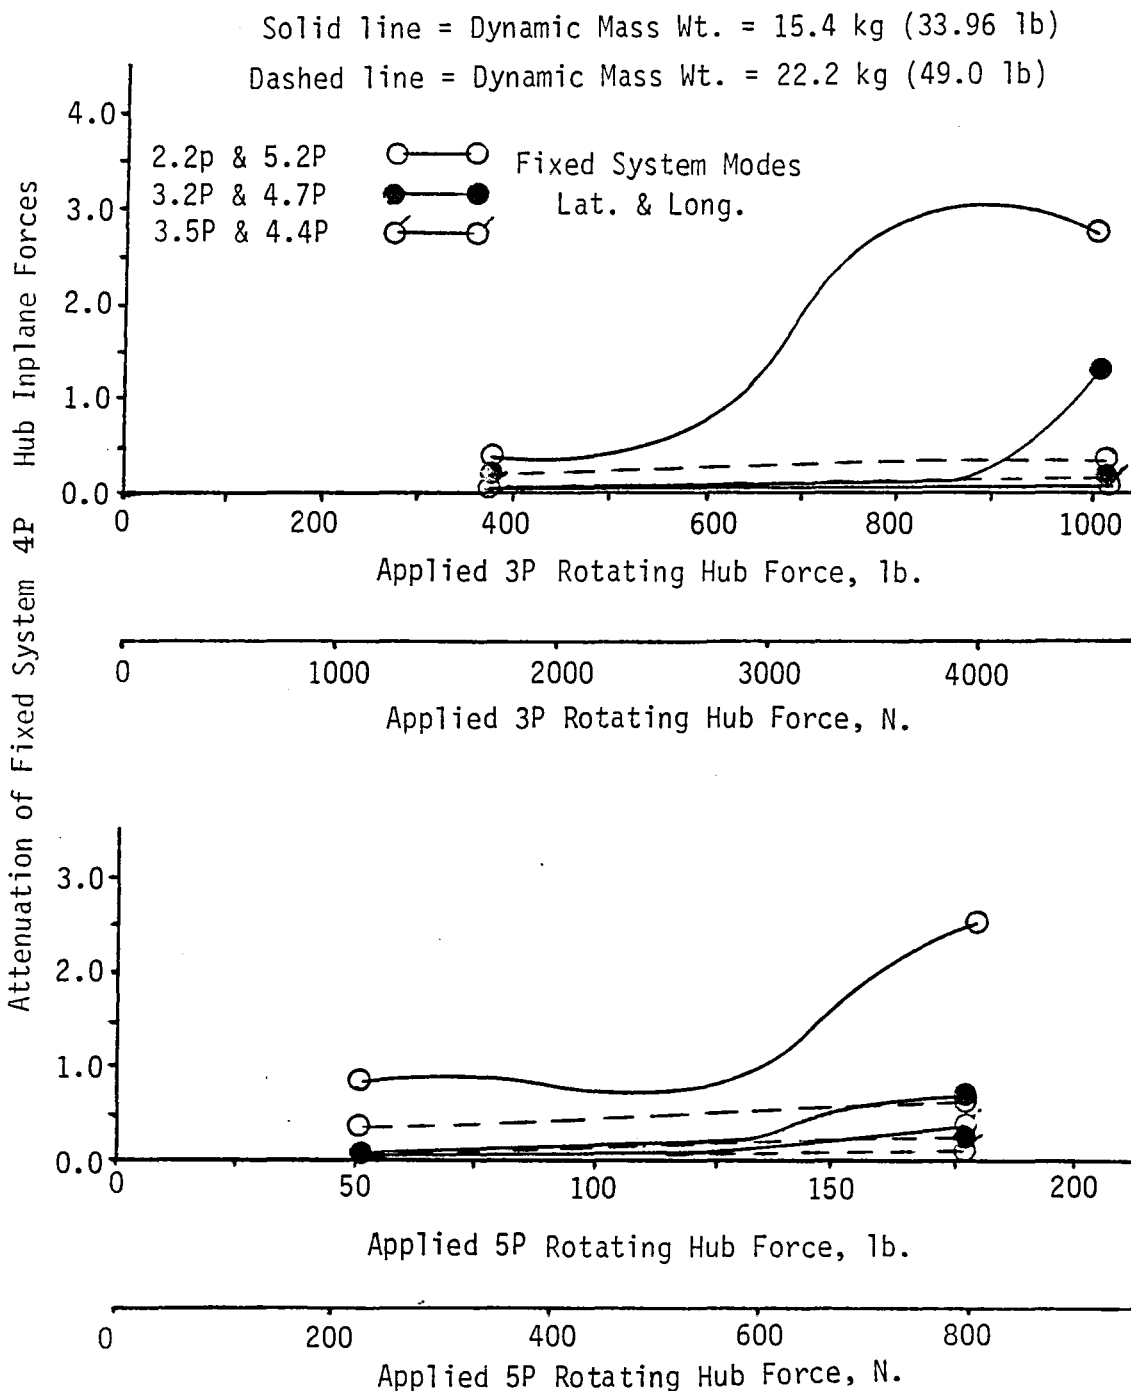 Solid line = Dynamic Mass Wt. = 15.4 kg (33.96 lb)
Dashed line = Dynamic Mass Wt. = 22.2 kg (49.0 lb)
4.0
2.2p & 5.2P
3.2P & 4.7P
3.5P & 4.4P
Fixed System Modes
Lat. & Long.
3.0
2.0
1.0
0.0
0 200 400 600 800 1000
Applied 3P Rotating Hub Force, lb.
0 1000 2000 3000 4000
Applied 3P Rotating Hub Force, N.
Attenuation of Fixed System 4P Hub Inplane Forces
3.0
2.0
1.0
0.0
0 50 100 150 200
Applied 5P Rotating Hub Force, lb.
0 200 400 600 800
Applied 5P Rotating Hub Force, N.